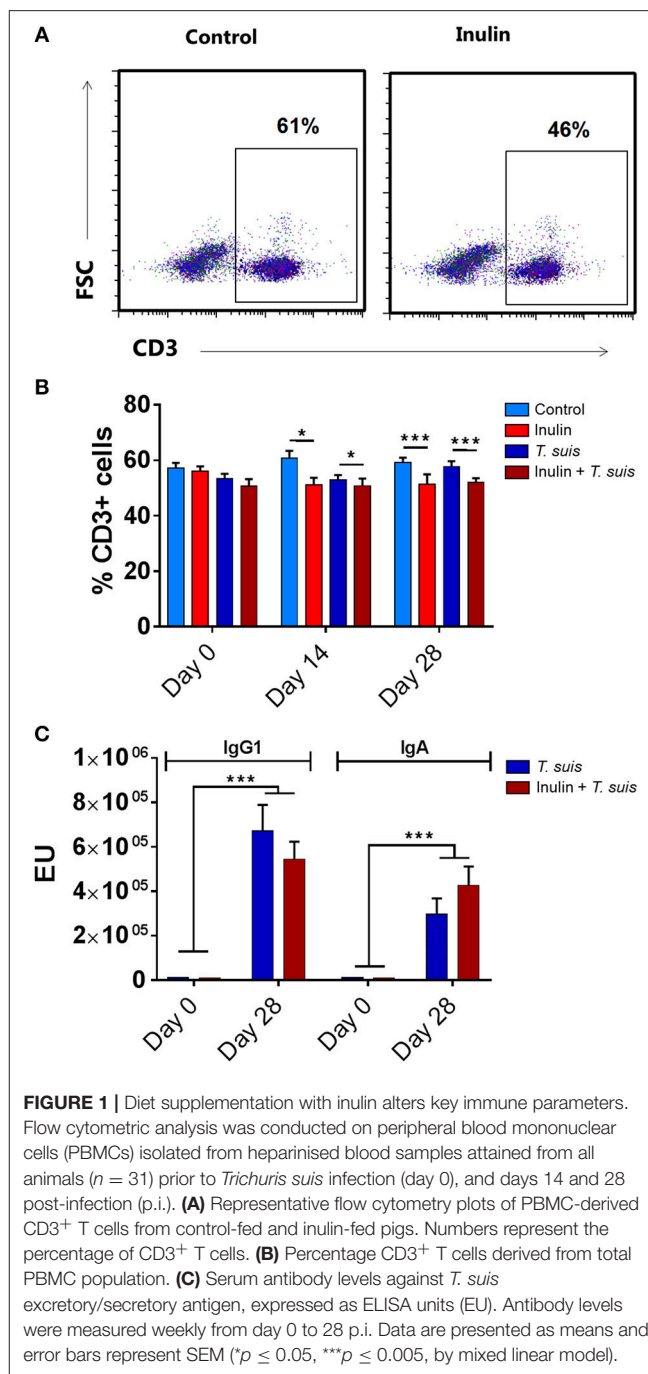 A
Control
Inulin
61%
46%
FSC
CD3
B
% CD3+ cells
80
60
40
20
0
* * *** ***
Day 0
Day 14
Day 28
Control
Inulin
T. suis
Inulin + T. suis
C
IgG1
IgA
EU
1×10⁰⁶
8×10⁰⁵
6×10⁰⁵
4×10⁰⁵
2×10⁰⁵
0
***
***
Day 0
Day 28
Day 0
Day 28
T. suis
Inulin + T. suis
FIGURE 1 | Diet supplementation with inulin alters key immune parameters.
Flow cytometric analysis was conducted on peripheral blood mononuclear
cells (PBMCs) isolated from heparinised blood samples attained from all
animals (n = 31) prior to Trichuris suis infection (day 0), and days 14 and 28
post-infection (p.i.). (A) Representative flow cytometry plots of PBMC-derived
CD3⁺ T cells from control-fed and inulin-fed pigs. Numbers represent the
percentage of CD3⁺ T cells. (B) Percentage CD3⁺ T cells derived from total
PBMC population. (C) Serum antibody levels against T. suis
excretory/secretory antigen, expressed as ELISA units (EU). Antibody levels
were measured weekly from day 0 to 28 p.i. Data are presented as means and
error bars represent SEM (*p ≤ 0.05, ***p ≤ 0.005, by mixed linear model).